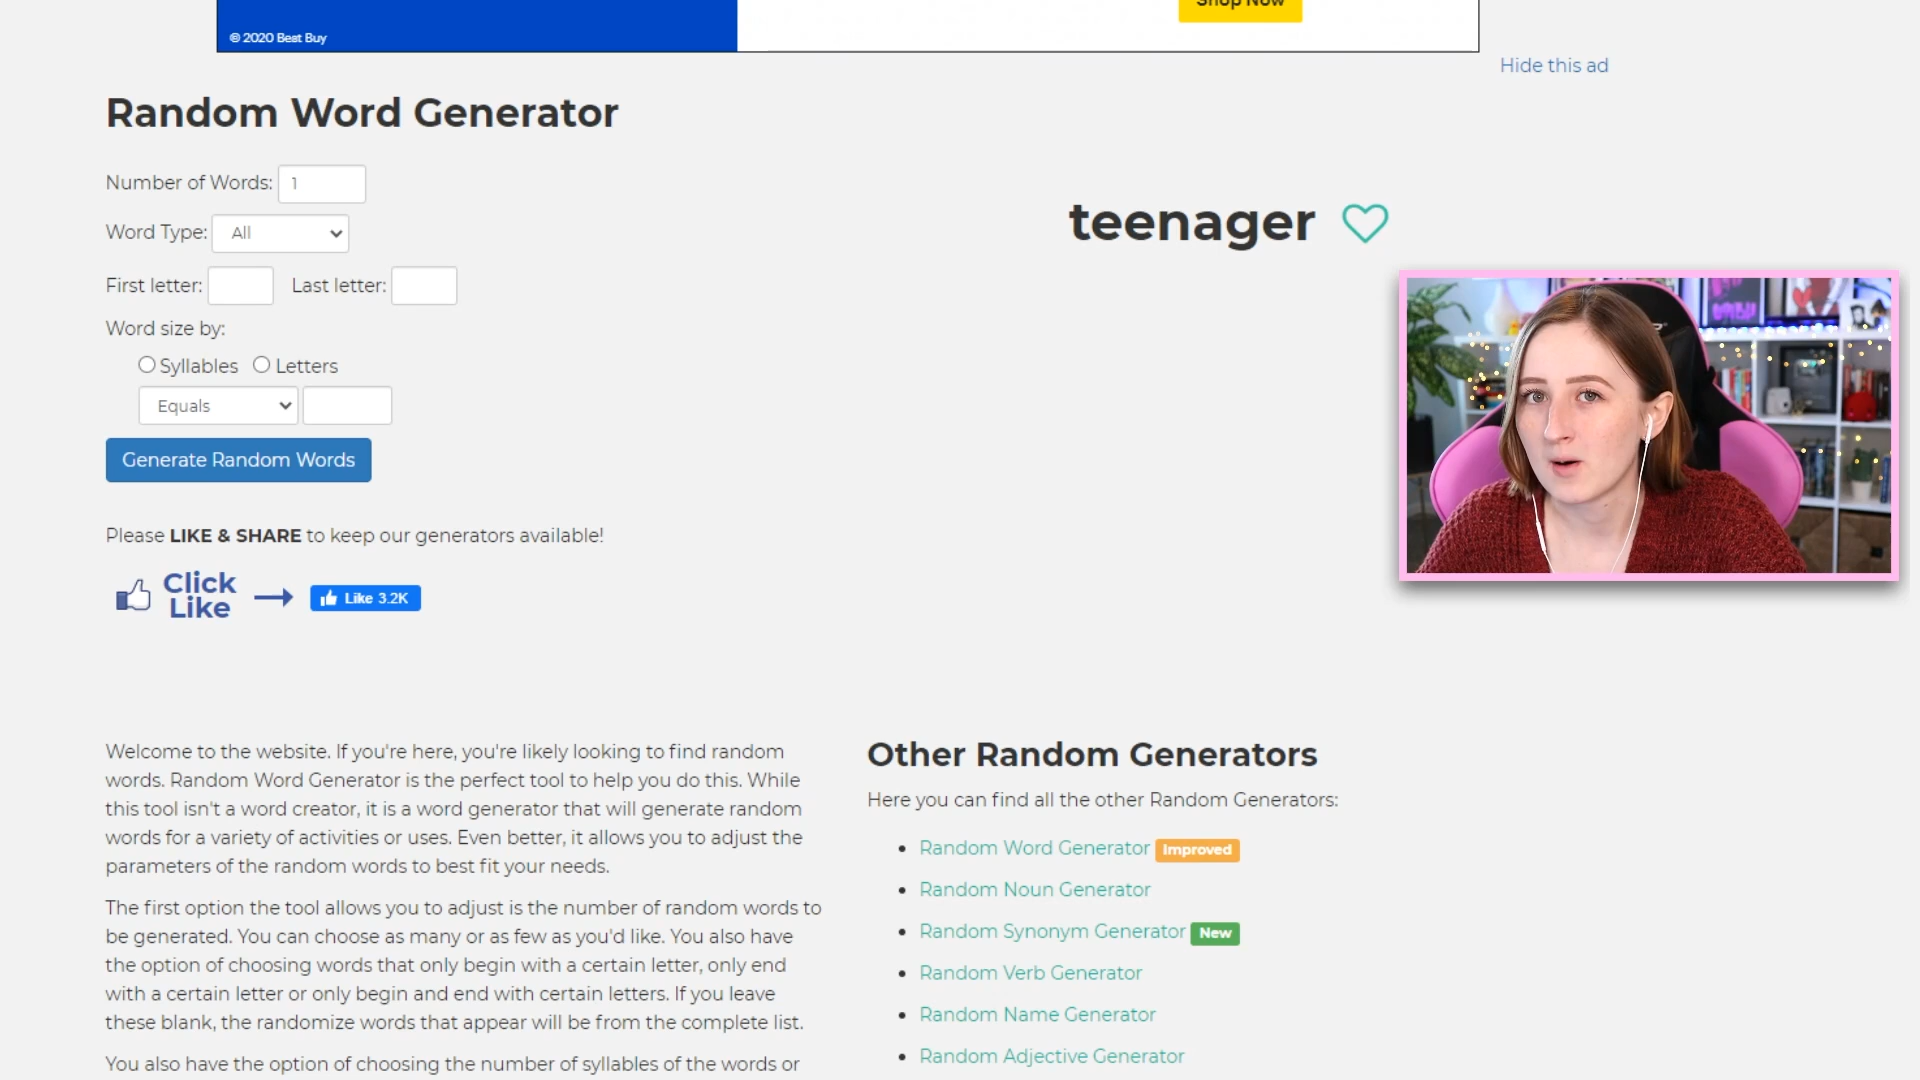 Shop Now
© 2020 Best Buy
Hide this ad
Random Word Generator
Number of Words: 1
Word Type: All
First letter: Last letter:
Word size by:
Syllables Letters
Equals
Generate Random Words
teenager
Please LIKE & SHARE to keep our generators available!
Click
Like
Like 3.2K
Welcome to the website. If you're here, you're likely looking to find random
words. Random Word Generator is the perfect tool to help you do this. While
this tool isn't a word creator, it is a word generator that will generate random
words for a variety of activities or uses. Even better, it allows you to adjust the
parameters of the random words to best fit your needs.
The first option the tool allows you to adjust is the number of random words to
be generated. You can choose as many or as few as you'd like. You also have
the option of choosing words that only begin with a certain letter, only end
with a certain letter or only begin and end with certain letters. If you leave
these blank, the randomize words that appear will be from the complete list.
You also have the option of choosing the number of syllables of the words or
Other Random Generators
Here you can find all the other Random Generators:
Random Word Generator Improved
Random Noun Generator
Random Synonym Generator New
Random Verb Generator
Random Name Generator
Random Adjective Generator